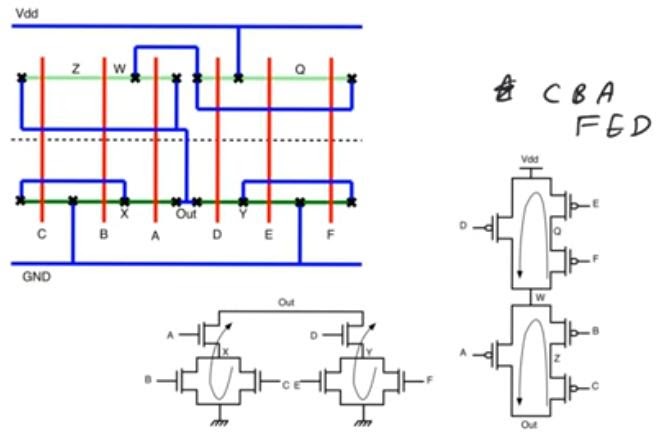 Vdd
Z W Q
C B A
F E D
X Out Y
C B A D E F
GND
Vdd
E
D
Q
F
W
B
A
Z
C
Out
Out
A D
X Y
B C E F